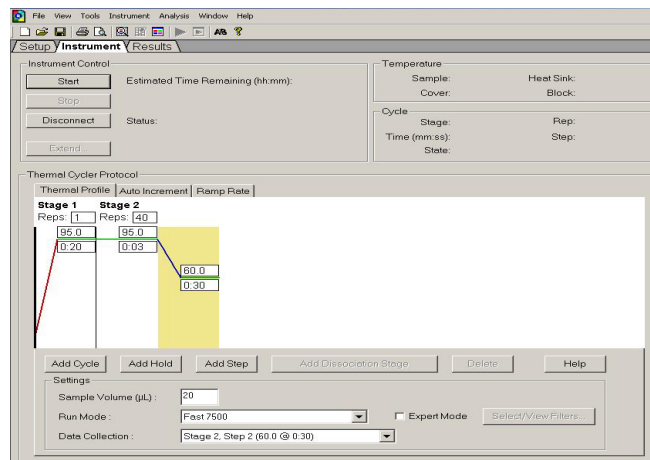 File View Tools Instrument Analysis Window Help
Setup Instrument Results
Instrument Control
Start
Estimated Time Remaining (hh:mm):
Stop
Disconnect
Status:
Extend...
Temperature
Sample: Heat Sink:
Cover: Block:
Cycle
Stage: Rep:
Time (mm:ss): Step:
State:
Thermal Cycler Protocol
Thermal Profile Auto Increment Ramp Rate
Stage 1 Stage 2
Reps: 1 Reps: 40
95.0 95.0
0:20 0:03
60.0
0:30
Add Cycle Add Hold Add Step Add Dissociation Stage Delete Help
Settings
Sample Volume (µL) : 20
Run Mode : Fast 7500 Expert Mode Select/View Filters...
Data Collection : Stage 2, Step 2 (60.0 @ 0:30)